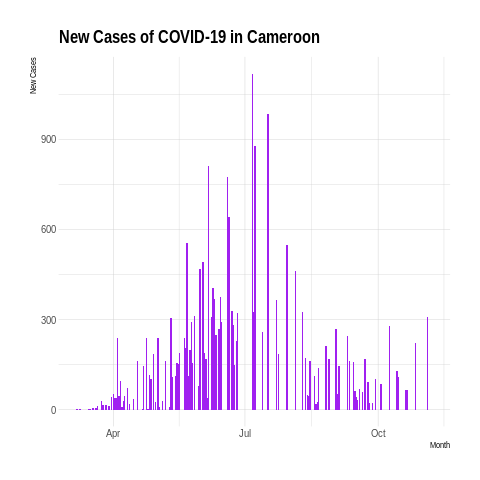 New Cases of COVID-19 in Cameroon
New Cases
900
600
300
0
Apr
Jul
Oct
Month